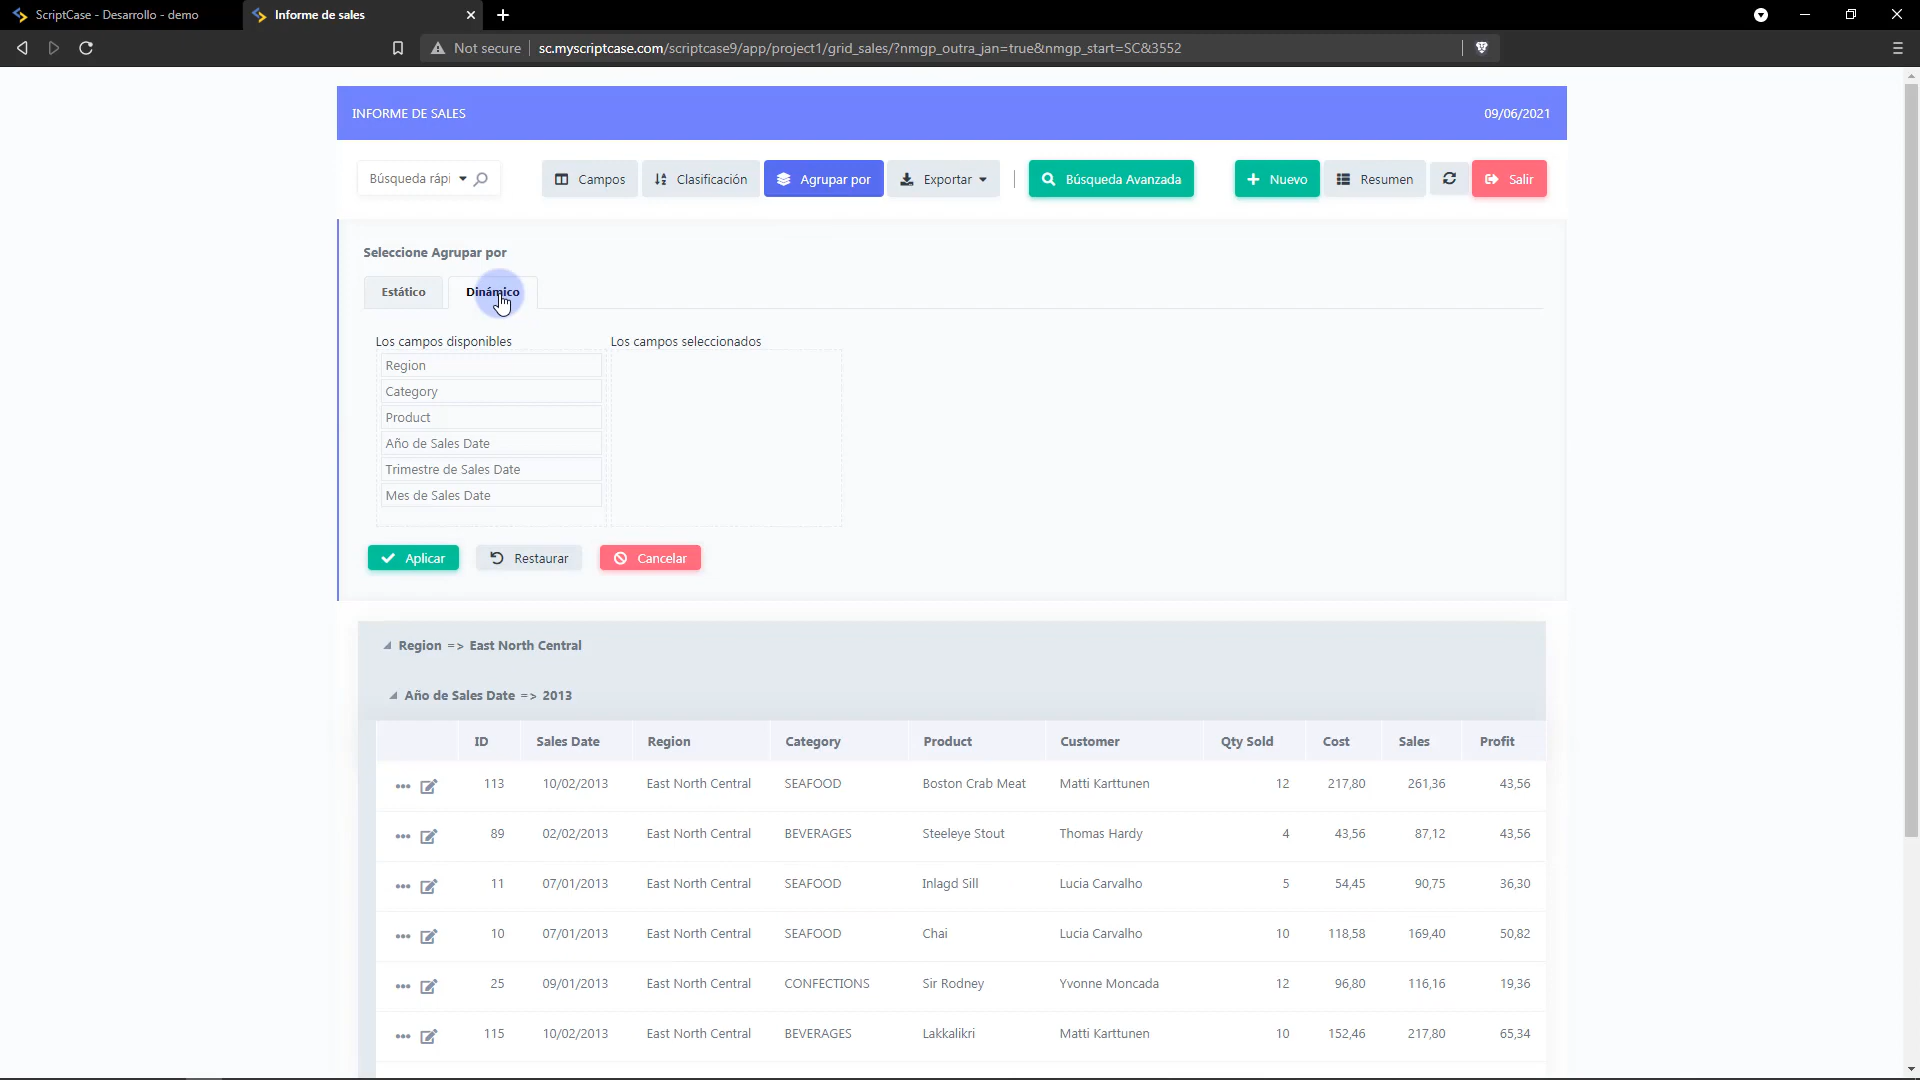 ScriptCase - Desarrollo - demo
Informe de sales
Not secure
sc.myscriptcase.com/scriptcase9/app/project1/grid_sales/?nmgp_outra_jan=true&nmgp_start=SC&3552
INFORME DE SALES
09/06/2021
Búsqueda rápi
Campos
Clasificación
Agrupar por
Exportar
Búsqueda Avanzada
Nuevo
Resumen
Salir
Seleccione Agrupar por
Estático
Dinámico
Los campos disponibles
Los campos seleccionados
Region
Category
Product
Año de Sales Date
Trimestre de Sales Date
Mes de Sales Date
Aplicar
Restaurar
Cancelar
Region => East North Central
Año de Sales Date => 2013
ID Sales Date Region Category Product Customer Qty Sold Cost Sales Profit
113 10/02/2013 East North Central SEAFOOD Boston Crab Meat Matti Karttunen 12 217,80 261,36 43,56
89 02/02/2013 East North Central BEVERAGES Steeleye Stout Thomas Hardy 4 43,56 87,12 43,56
11 07/01/2013 East North Central SEAFOOD Inlagd Sill Lucia Carvalho 5 54,45 90,75 36,30
10 07/01/2013 East North Central SEAFOOD Chai Lucia Carvalho 10 118,58 169,40 50,82
25 09/01/2013 East North Central CONFECTIONS Sir Rodney Yvonne Moncada 12 96,80 116,16 19,36
115 10/02/2013 East North Central BEVERAGES Lakkalikri Matti Karttunen 10 152,46 217,80 65,34